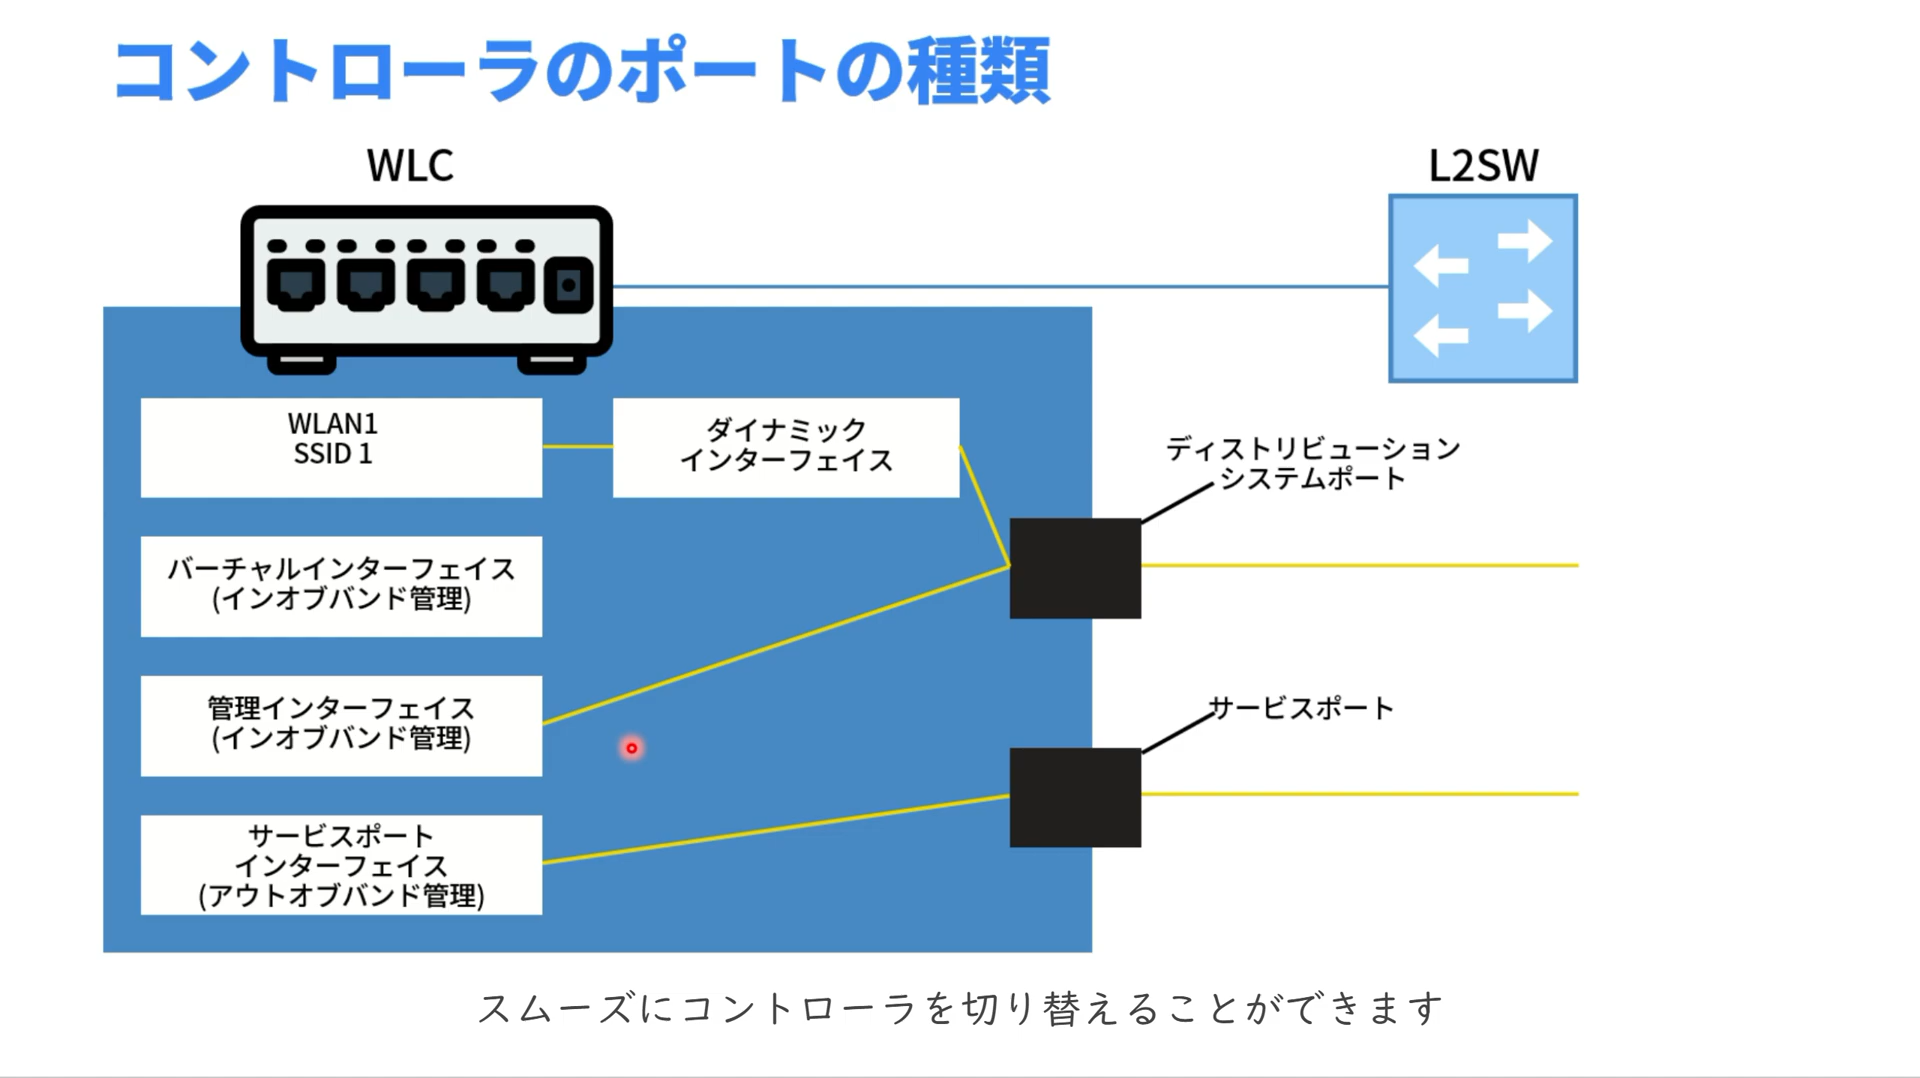 コントローラのポートの種類
WLC
L2SW
WLAN1
SSID 1
ダイナミック
インターフェイス
ディストリビューション
システムポート
バーチャルインターフェイス
(インオブバンド管理)
管理インターフェイス
(インオブバンド管理)
サービスポート
サービスポート
インターフェイス
(アウトオブバンド管理)
スムーズにコントローラを切り替えることができます